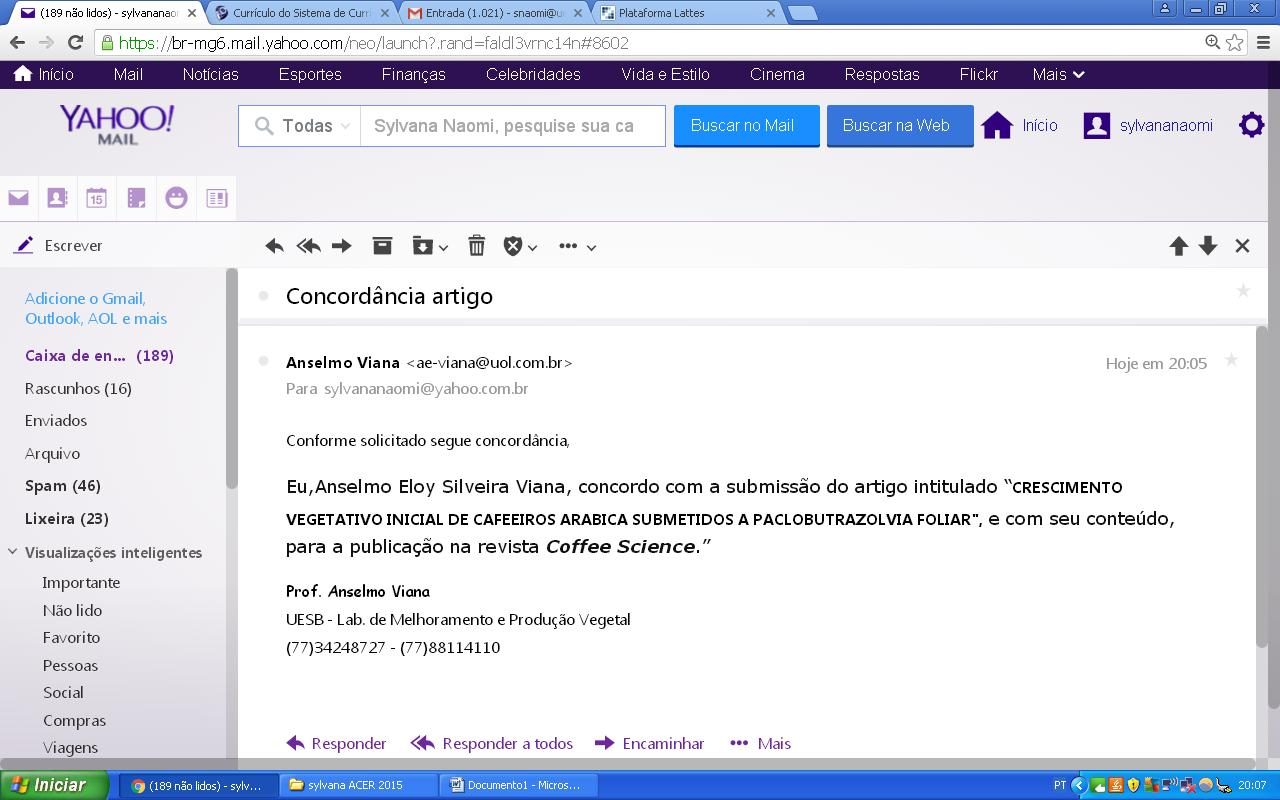 (189 não lidos) - sylvananaon
Currículo do Sistema de Curri
Entrada (1.021) - snaomi@u
Plataforma Lattes
https://br-mg6.mail.yahoo.com/neo/launch?.rand=faldl3vrnc14n#8602
Início Mail Notícias Esportes Finanças Celebridades Vida e Estilo Cinema Respostas Flickr Mais
YAHOO!
MAIL
Todas Sylvana Naomi, pesquise sua ca Buscar no Mail Buscar na Web Início sylvananaomi
15
Escrever
Adicione o Gmail,
Outlook, AOL e mais
Caixa de en... (189)
Rascunhos (16)
Enviados
Arquivo
Spam (46)
Lixeira (23)
Visualizações inteligentes
Importante
Não lido
Favorito
Pessoas
Social
Compras
Viagens
Concordância artigo
Anselmo Viana <ae-viana@uol.com.br> Hoje em 20:05
Para sylvananaomi@yahoo.com.br
Conforme solicitado segue concordância,
Eu,Anselmo Eloy Silveira Viana, concordo com a submissão do artigo intitulado “CRESCIMENTO
VEGETATIVO INICIAL DE CAFEEIROS ARABICA SUBMETIDOS A PACLOBUTRAZOLVIA FOLIAR", e com seu conteúdo,
para a publicação na revista Coffee Science.”
Prof. Anselmo Viana
UESB - Lab. de Melhoramento e Produção Vegetal
(77)34248727 - (77)88114110
Responder Responder a todos Encaminhar Mais
Iniciar (189 não lidos) - sylv... sylvana ACER 2015 Documento1 - Micros... PT 20:07